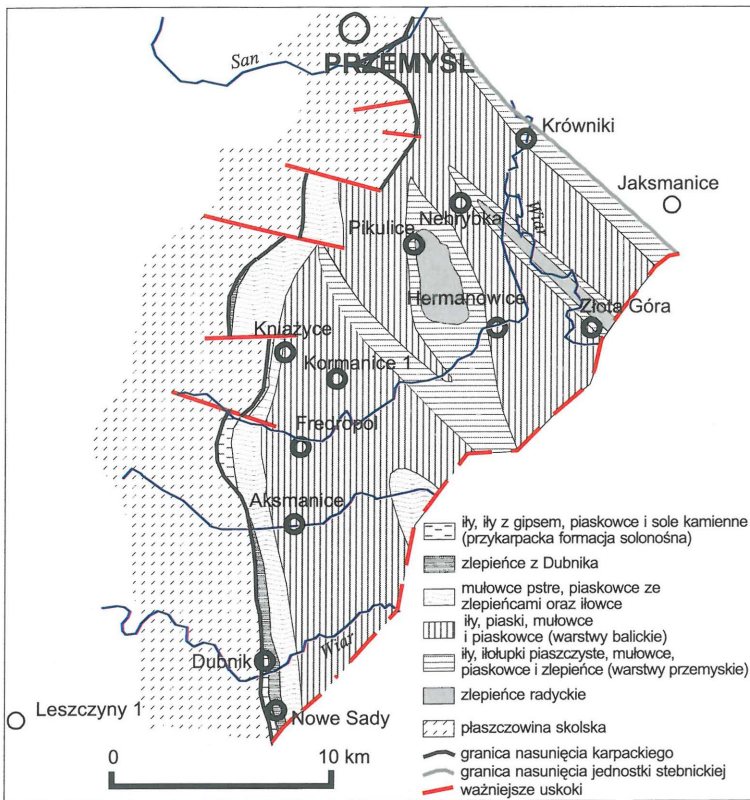 San
PRZEMYŚL
Krówniki
Jaksmanice
Wiar
Nehrybka
Pikulice
Hermanowice
Złota Góra
Kniażyce
Kormanice 1
Fredropol
Aksmanice
Wiar
Dubnik
Nowe Sady
Leszczyny 1
0 10 km
iły, iły z gipsem, piaskowce i sole kamienne
(przykarpacka formacja solonośna)
zlepieńce z Dubnika
mułowce pstre, piaskowce ze
zlepieńcami oraz iłowce
iły, piaski, mułowce
i piaskowce (warstwy balickie)
iły, iłołupki piaszczyste, mułowce,
piaskowce i zlepieńce (warstwy przemyskie)
zlepieńce radyckie
płaszczowina skolska
granica nasunięcia karpackiego
granica nasunięcia jednostki stebnickiej
ważniejsze uskoki